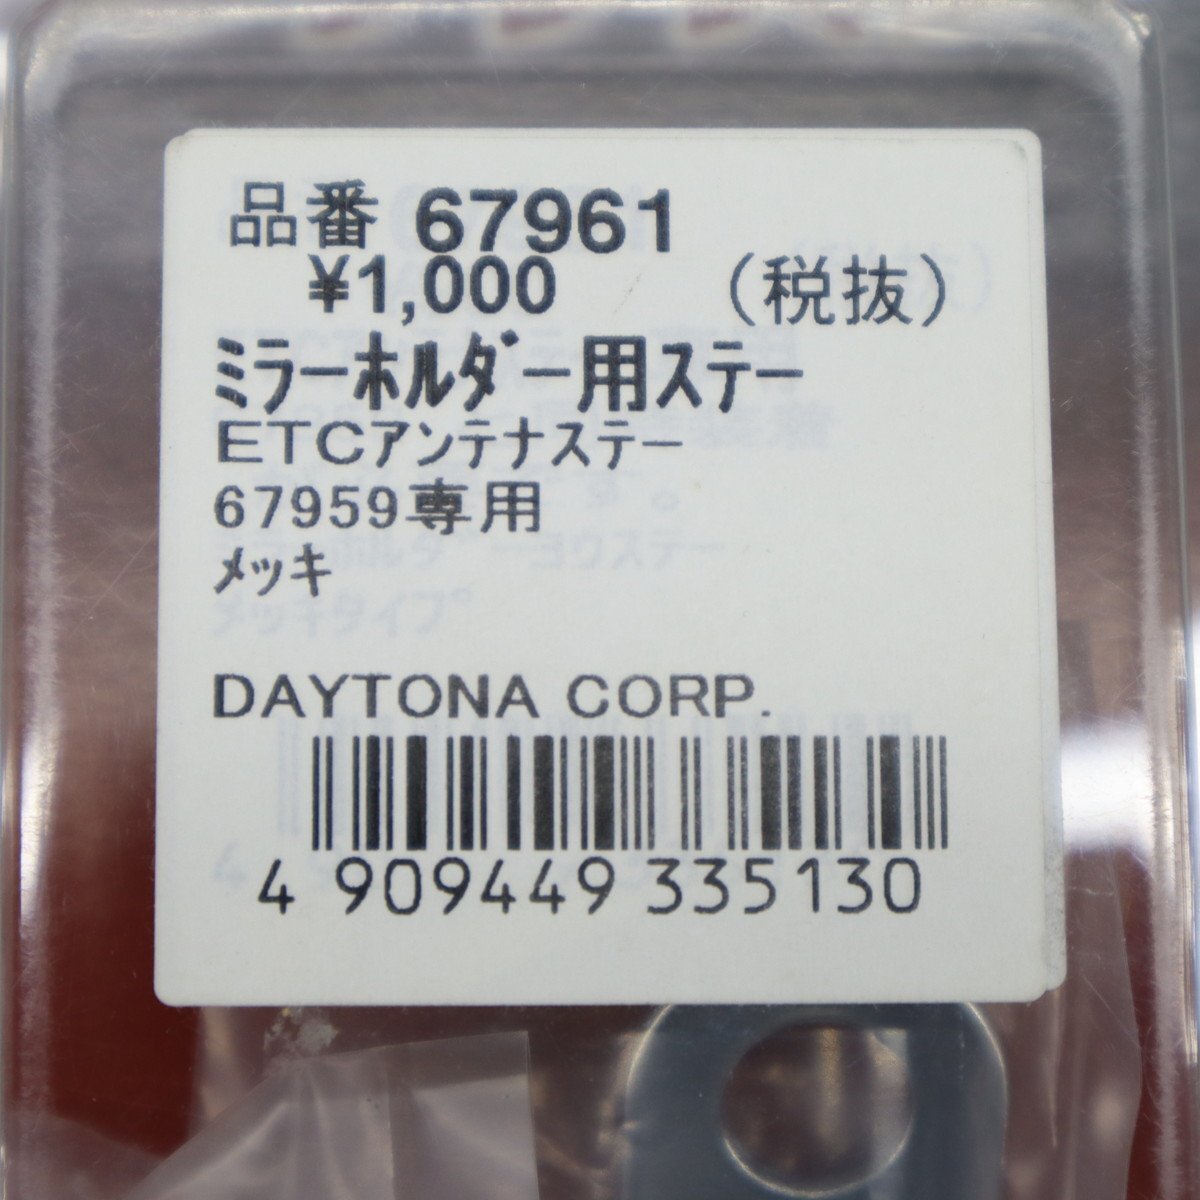 品番 67961
¥1,000 (税抜)
ﾐﾗｰﾎﾙﾀﾞｰ用ｽﾃｰ
ETCｱﾝﾃﾅｽﾃｰ
67959専用
ﾒｯｷ
DAYTONA CORP.
4 909449 335130